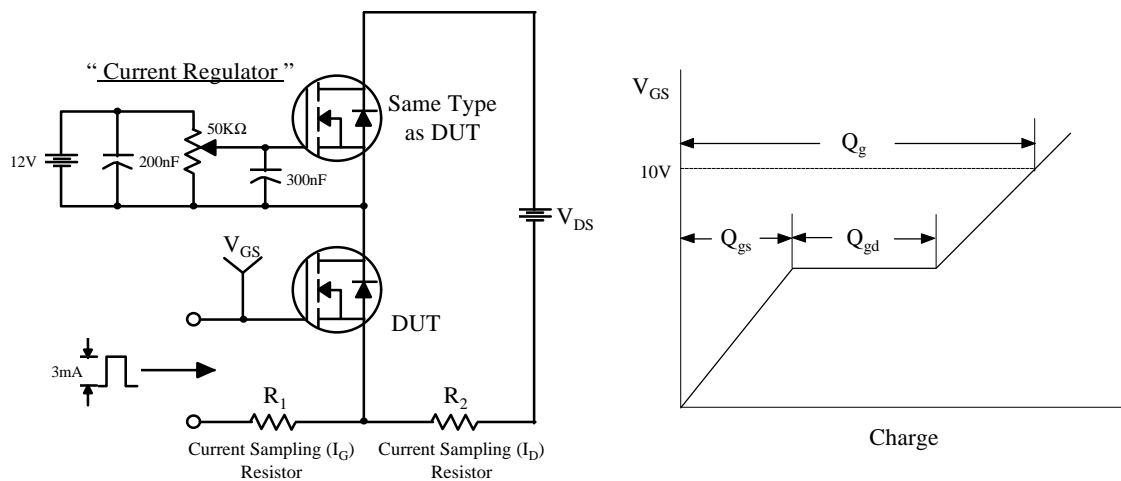 “ Current Regulator ”
12V
200nF
50KΩ
300nF
Same Type
as DUT
V_DS
V_GS
DUT
3mA
R_1
R_2
Current Sampling (I_G)
Resistor
Current Sampling (I_D)
Resistor
V_GS
10V
Q_g
Q_gs
Q_gd
Charge